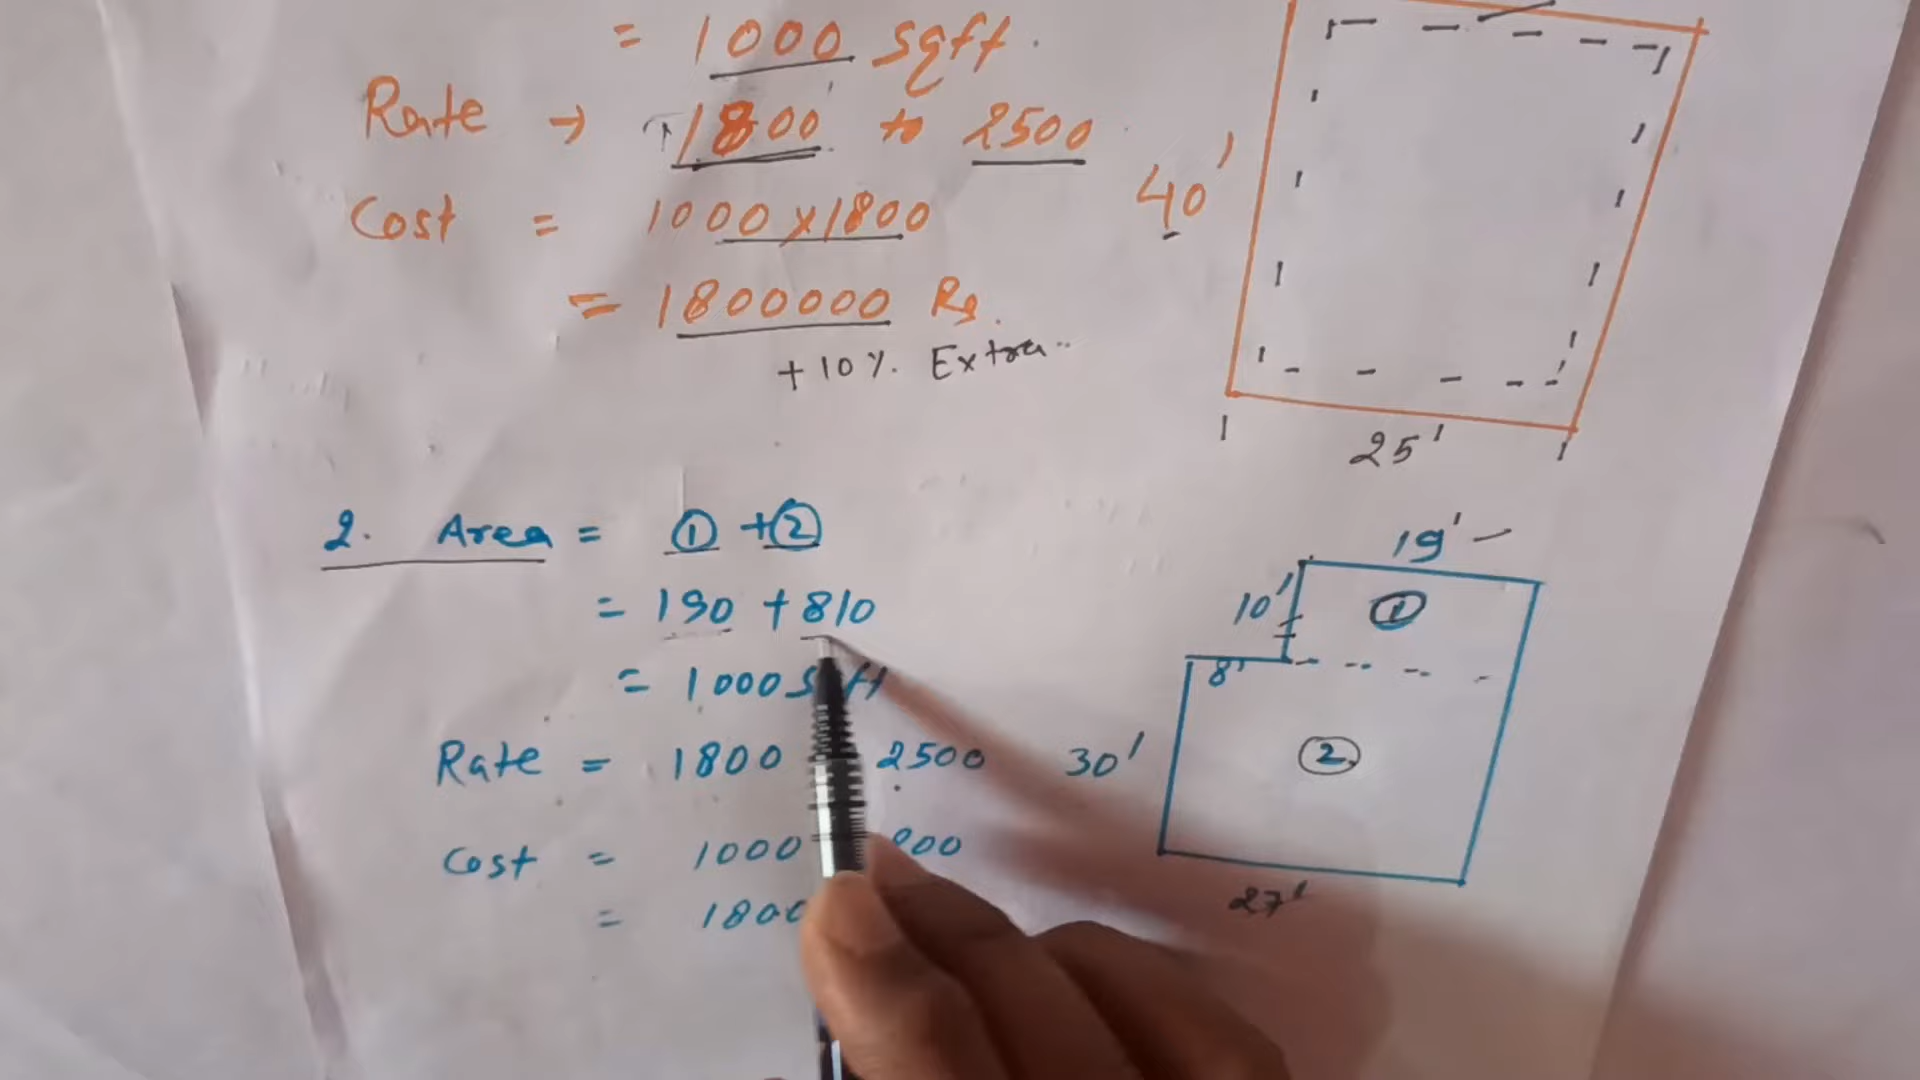 = 1000 sqft.
Rate → 1800 to 2500
Cost = 1000 x 1800
= 1800000 Rs.
+ 10 %. Extra..
40'
25'
2. Area = ① + ②
= 190 + 810
= 1000
Rate = 1800 2500
Cost = 1000
=
19'
10'
①
8'
30'
②
27'